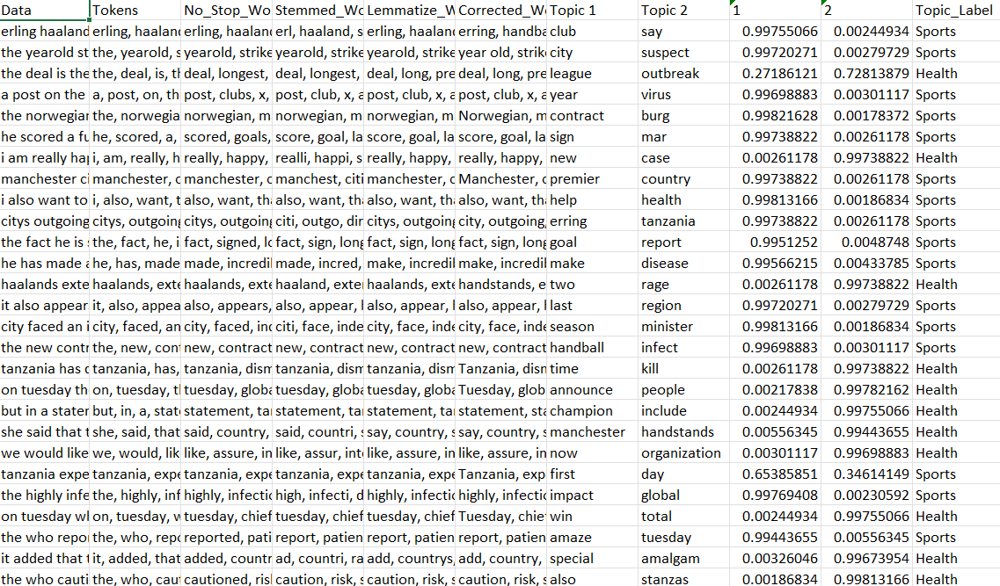 Data Tokens No_Stop_Wo Stemmed_Wo Lemmatize_W Corrected_Wo Topic 1 Topic 2 1 2 Topic_Label
erling haaland erling, haalan erling, haalanc erl, haaland, s erling, haalanc erring, handba club say 0.99755066 0.00244934 Sports
the yearold st the, yearold, s yearold, strike yearold, strike yearold, strike year old, strik city suspect 0.99720271 0.00279729 Sports
the deal is the the, deal, is, th deal, longest, deal, longest, deal, long, pre deal, long, pre league outbreak 0.27186121 0.72813879 Health
a post on the a, post, on, th post, clubs, x, post, club, x, a post, club, x, a post, club, x, a year virus 0.99698883 0.00301117 Sports
the norwegian the, norwegia norwegian, m norwegian, m norwegian, m Norwegian, m contract burg 0.99821628 0.00178372 Sports
he scored a fu he, scored, a, scored, goals, score, goal, la score, goal, la score, goal, la sign mar 0.99738822 0.00261178 Sports
i am really hap i, am, really, h really, happy, realli, happi, s really, happy, really, happy, new case 0.00261178 0.99738822 Health
manchester ci manchester, c manchester, c manchest, citi manchester, c Manchester, c premier country 0.99738822 0.00261178 Sports
i also want to i, also, want, t also, want, tha also, want, tha also, want, tha also, want, tha help health 0.99813166 0.00186834 Sports
citys outgoing citys, outgoing citys, outgoing citi, outgo, dir citys, outgoing city, outgoing, erring tanzania 0.99738822 0.00261178 Sports
the fact he is s the, fact, he, i fact, signed, lo fact, sign, long fact, sign, long fact, sign, long goal report 0.9951252 0.0048748 Sports
he has made a he, has, made made, incredil made, incred, make, incredil make, incredil make disease 0.99566215 0.00433785 Sports
haalands exte haalands, exte haalands, exte haaland, exter haalands, exte handstands, e two rage 0.00261178 0.99738822 Health
it also appear it, also, appea also, appears, also, appear, l also, appear, l also, appear, l last region 0.99720271 0.00279729 Sports
city faced an i city, faced, an city, faced, inc citi, face, inde city, face, inde city, face, inde season minister 0.99813166 0.00186834 Sports
the new contr the, new, con new, contract new, contract new, contract new, contract handball infect 0.99698883 0.00301117 Sports
tanzania has d tanzania, has, tanzania, dism tanzania, dism tanzania, dism Tanzania, disn time kill 0.00261178 0.99738822 Health
on tuesday th on, tuesday, t tuesday, globa tuesday, globa tuesday, globa Tuesday, glob announce people 0.00217838 0.99782162 Health
but in a stater but, in, a, stat statement, tar statement, tar statement, tar statement, sta champion include 0.00244934 0.99755066 Health
she said that t she, said, that said, country, said, countri, s say, country, s say, country, s manchester handstands 0.00556345 0.99443655 Health
we would like we, would, lik like, assure, in like, assur, int like, assure, in like, assure, in now organization 0.00301117 0.99698883 Health
tanzania expe tanzania, expe tanzania, expe tanzania, expe tanzania, expe Tanzania, exp first day 0.65385851 0.34614149 Sports
the highly infe the, highly, inf highly, infectic high, infecti, d highly, infectic highly, infectic impact global 0.99769408 0.00230592 Sports
on tuesday wl on, tuesday, w tuesday, chief tuesday, chief tuesday, chief Tuesday, chie win total 0.00244934 0.99755066 Health
the who repor the, who, repc reported, pati report, patien report, patien report, patien amaze tuesday 0.99443655 0.00556345 Sports
it added that t it, added, that added, countr ad, countri, ra add, countrys, add, country, special amalgam 0.00326046 0.99673954 Health
the who cauti the, who, caut cautioned, risl caution, risk, s caution, risk, s caution, risk, s also stanzas 0.00186834 0.99813166 Health